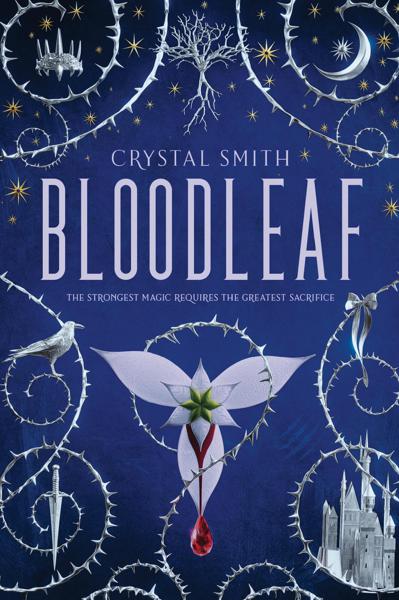 CRYSTAL SMITH
BLOODLEAF
THE STRONGEST MAGIC REQUIRES THE GREATEST SACRIFICE